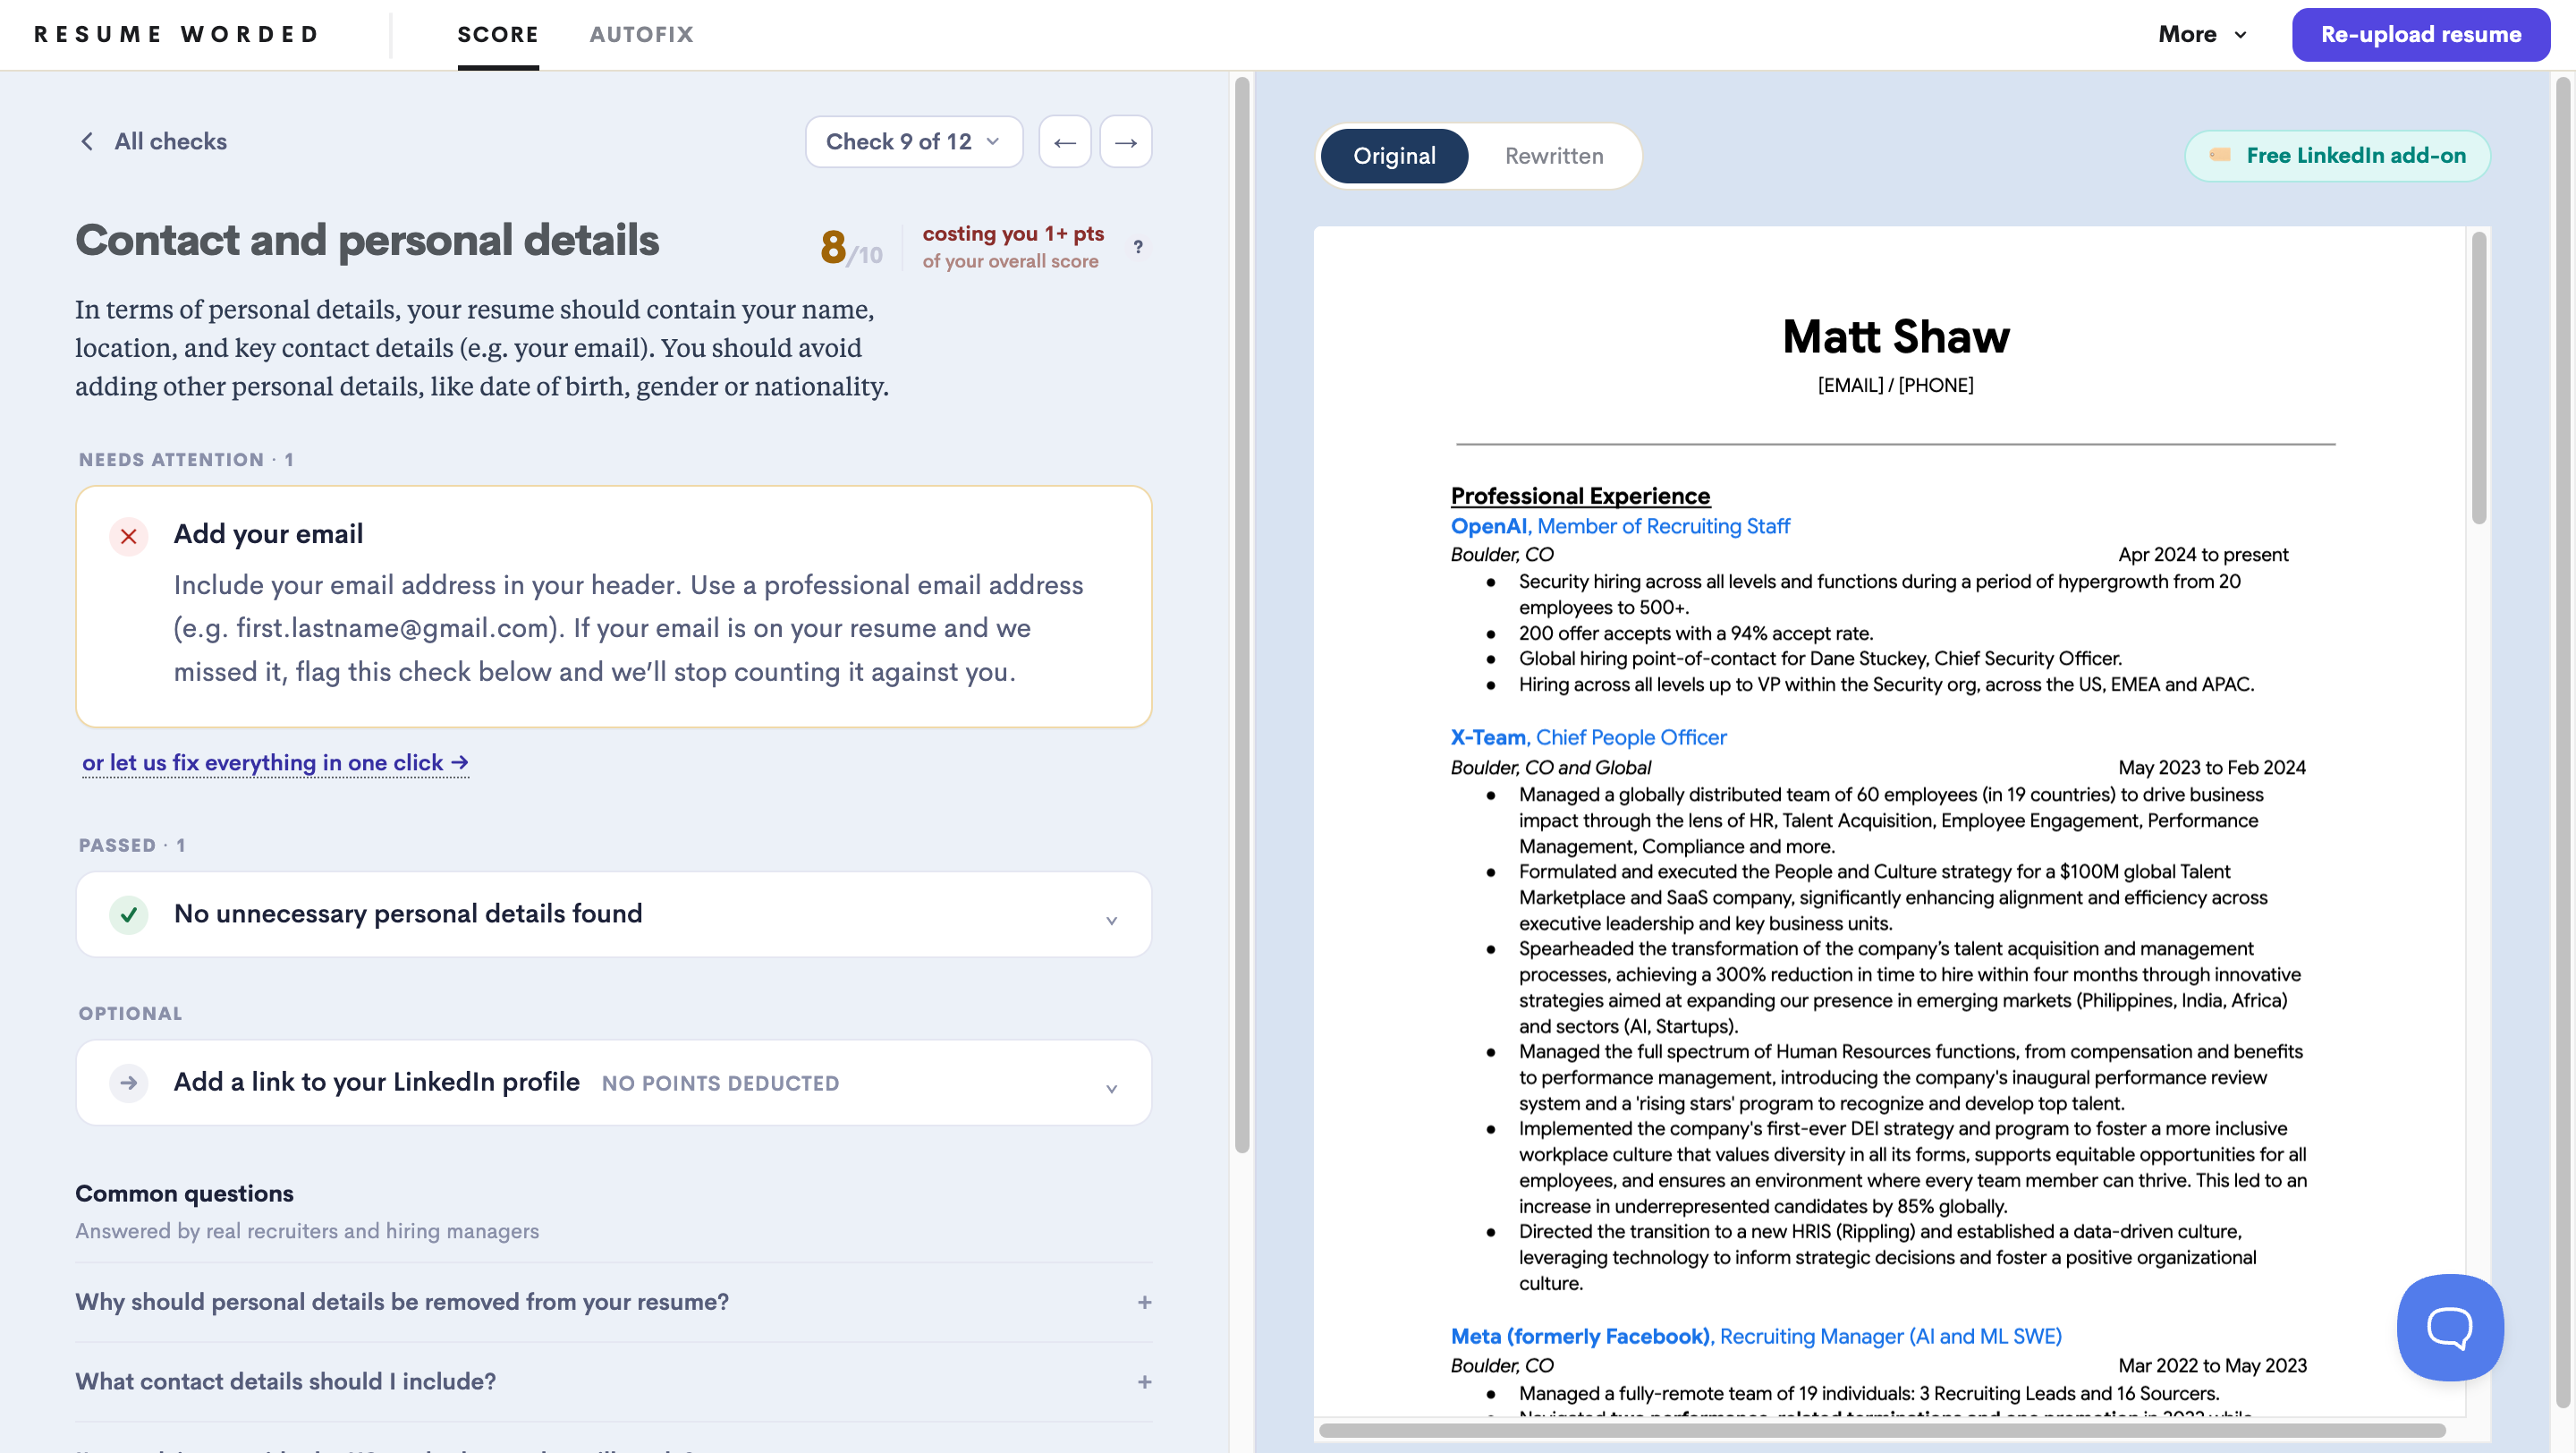 RESUME WORDED
SCORE
AUTOFIX
More
Re-upload resume
All checks
Check 9 of 12
←
→
Contact and personal details
8/10
costing you 1+ pts
of your overall score
?
In terms of personal details, your resume should contain your name,
location, and key contact details (e.g. your email). You should avoid
adding other personal details, like date of birth, gender or nationality.
NEEDS ATTENTION · 1
Add your email
Include your email address in your header. Use a professional email address
(e.g. first.lastname@gmail.com). If your email is on your resume and we
missed it, flag this check below and we’ll stop counting it against you.
or let us fix everything in one click →
PASSED · 1
No unnecessary personal details found
OPTIONAL
Add a link to your LinkedIn profile NO POINTS DEDUCTED
Common questions
Answered by real recruiters and hiring managers
Why should personal details be removed from your resume? +
What contact details should I include? +
Original
Rewritten
Free LinkedIn add-on
Matt Shaw
[EMAIL] / [PHONE]
Professional Experience
OpenAI, Member of Recruiting Staff
Boulder, CO Apr 2024 to present
● Security hiring across all levels and functions during a period of hypergrowth from 20
employees to 500+.
● 200 offer accepts with a 94% accept rate.
● Global hiring point-of-contact for Dane Stuckey, Chief Security Officer.
● Hiring across all levels up to VP within the Security org, across the US, EMEA and APAC.
X-Team, Chief People Officer
Boulder, CO and Global May 2023 to Feb 2024
● Managed a globally distributed team of 60 employees (in 19 countries) to drive business
impact through the lens of HR, Talent Acquisition, Employee Engagement, Performance
Management, Compliance and more.
● Formulated and executed the People and Culture strategy for a $100M global Talent
Marketplace and SaaS company, significantly enhancing alignment and efficiency across
executive leadership and key business units.
● Spearheaded the transformation of the company’s talent acquisition and management
processes, achieving a 300% reduction in time to hire within four months through innovative
strategies aimed at expanding our presence in emerging markets (Philippines, India, Africa)
and sectors (AI, Startups).
● Managed the full spectrum of Human Resources functions, from compensation and benefits
to performance management, introducing the company's inaugural performance review
system and a 'rising stars' program to recognize and develop top talent.
● Implemented the company's first-ever DEI strategy and program to foster a more inclusive
workplace culture that values diversity in all its forms, supports equitable opportunities for all
employees, and ensures an environment where every team member can thrive. This led to an
increase in underrepresented candidates by 85% globally.
● Directed the transition to a new HRIS (Rippling) and established a data-driven culture,
leveraging technology to inform strategic decisions and foster a positive organizational
culture.
Meta (formerly Facebook), Recruiting Manager (AI and ML SWE)
Boulder, CO Mar 2022 to May 2023
● Managed a fully-remote team of 19 individuals: 3 Recruiting Leads and 16 Sourcers.